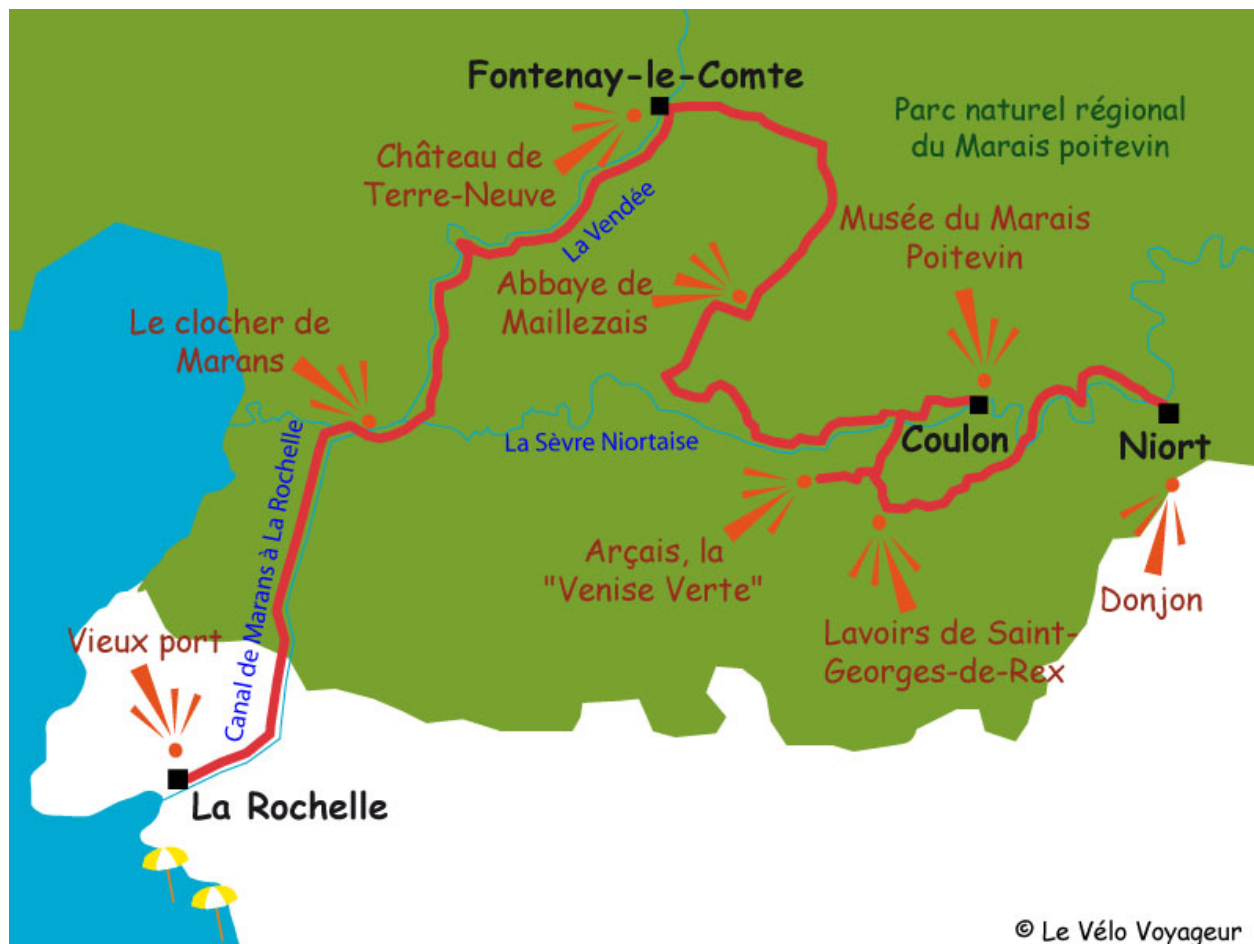 Fontenay-le-Comte
Parc naturel régional
du Marais poitevin
Château de
Terre-Neuve
La Vendée
Musée du Marais
Poitevin
Abbaye de
Maillezais
Le clocher de
Marans
La Sèvre Niortaise
Coulon
Niort
Canal de Marans à La Rochelle
Arçais, la
"Venise Verte"
Donjon
Lavoirs de Saint-
Georges-de-Rex
Vieux port
La Rochelle
© Le Vélo Voyageur